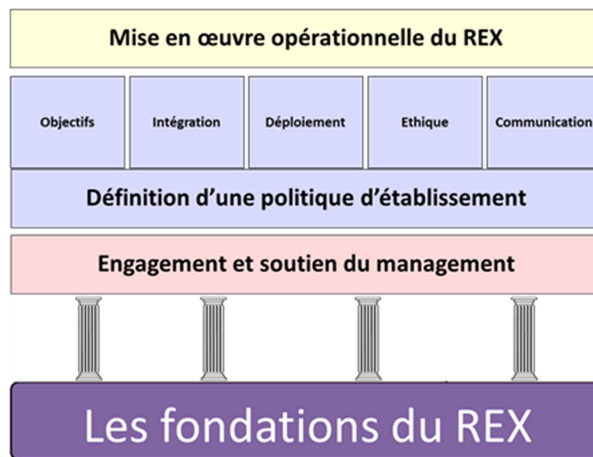 Mise en œuvre opérationnelle du REX
Objectifs
Intégration
Déploiement
Ethique
Communication
Définition d’une politique d’établissement
Engagement et soutien du management
Les fondations du REX